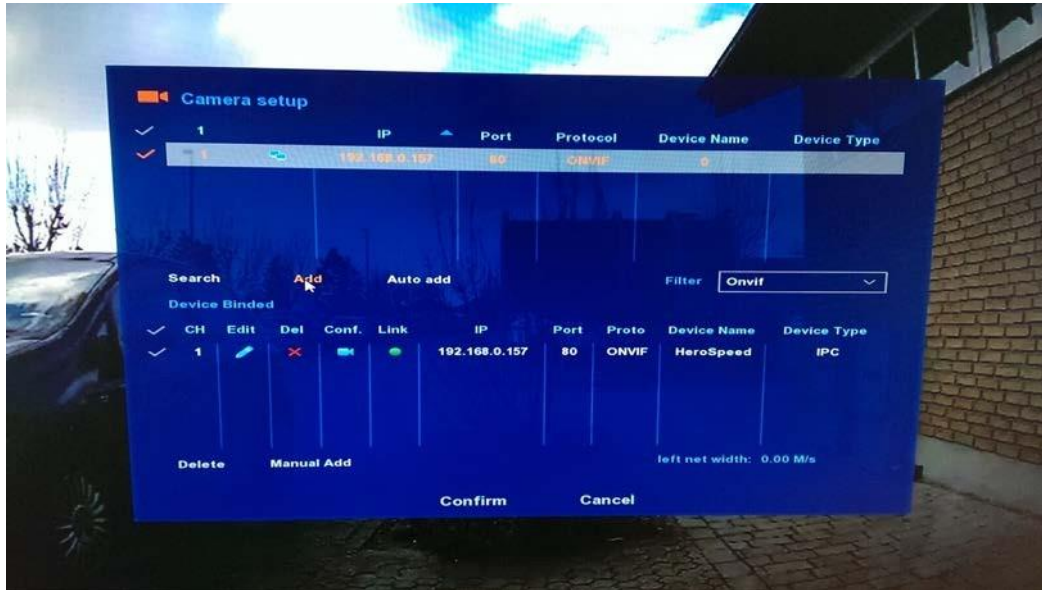 Camera setup
1 IP Port Protocol Device Name Device Type
1 192.168.0.157 80 ONVIF 0
Search Add Auto add Filter Onvif
Device Binded
CH Edit Del Conf. Link IP Port Proto Device Name Device Type
1 192.168.0.157 80 ONVIF HeroSpeed IPC
Delete Manual Add left net width: 0.00 M/s
Confirm Cancel